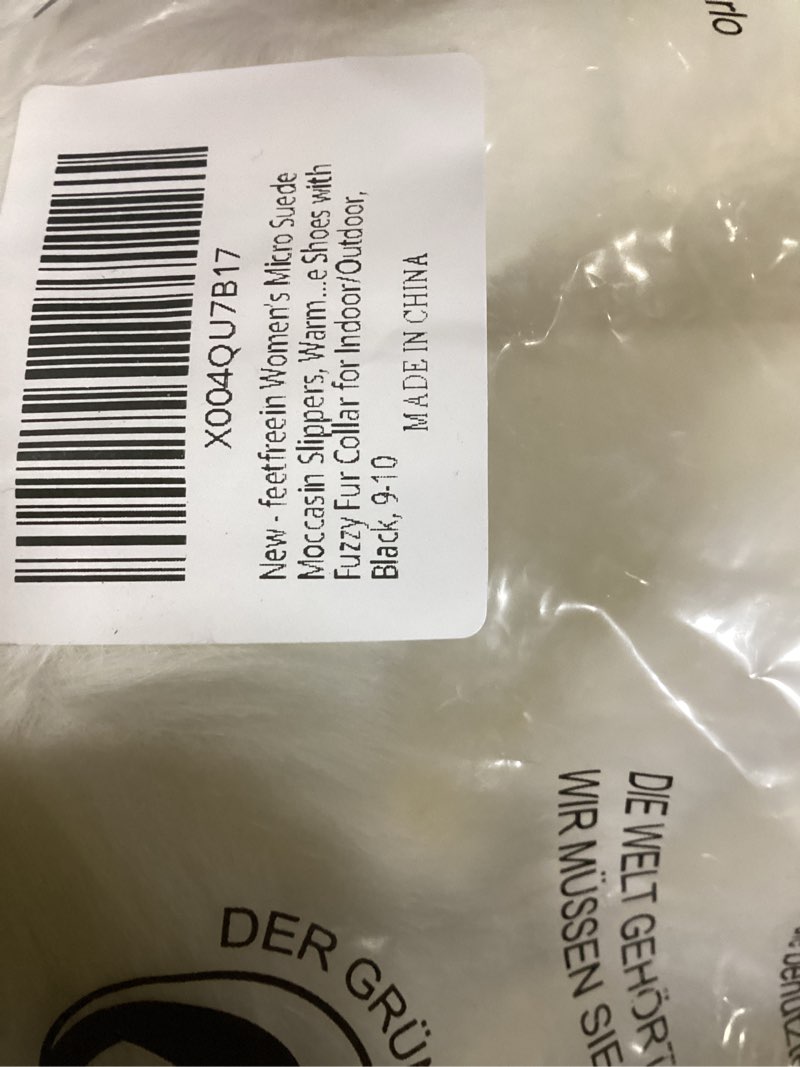 X004QU7B17
New - feetfreein Women's Micro Suede
Moccasin Slippers, Warm...e Shoes with
Fuzzy Fur Collar for Indoor/Outdoor,
Black, 9-10
MADE IN CHINA
DIE WELT GEHÖRT
WIR MÜSSEN SIE
DER GRÜ